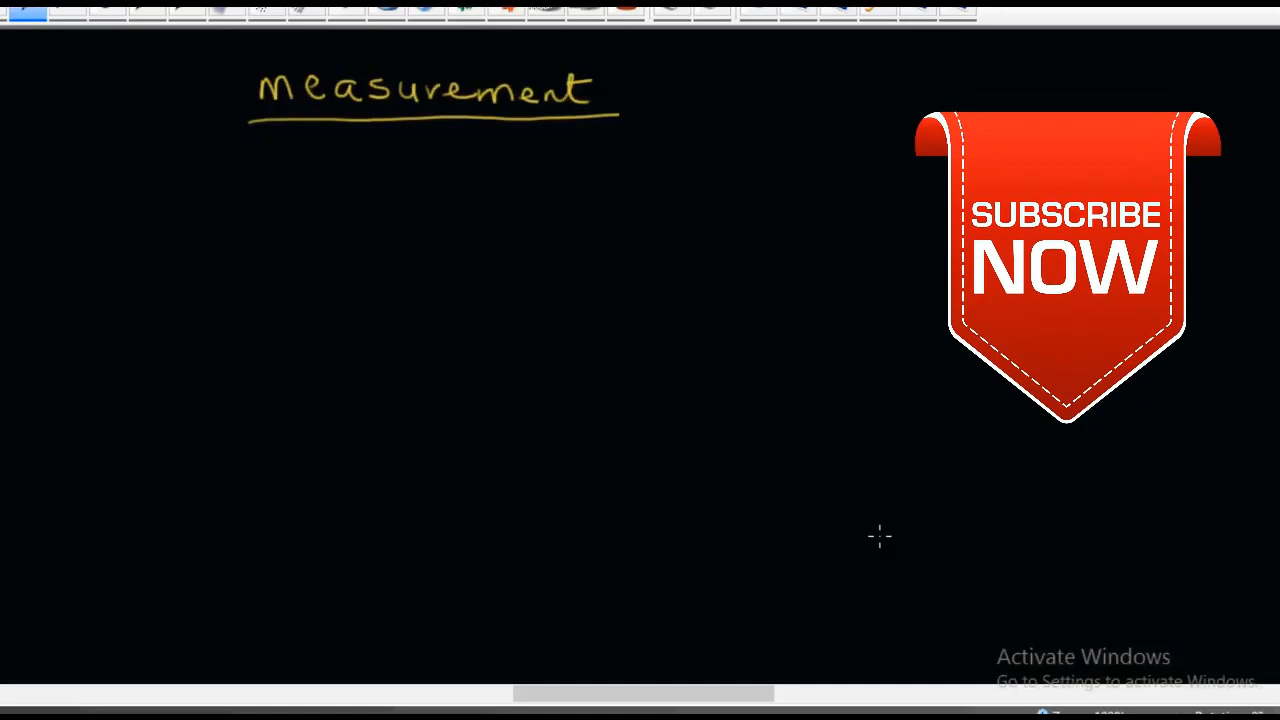 measurement
SUBSCRIBE
NOW
Activate Windows
Go to Settings to activate Windows.